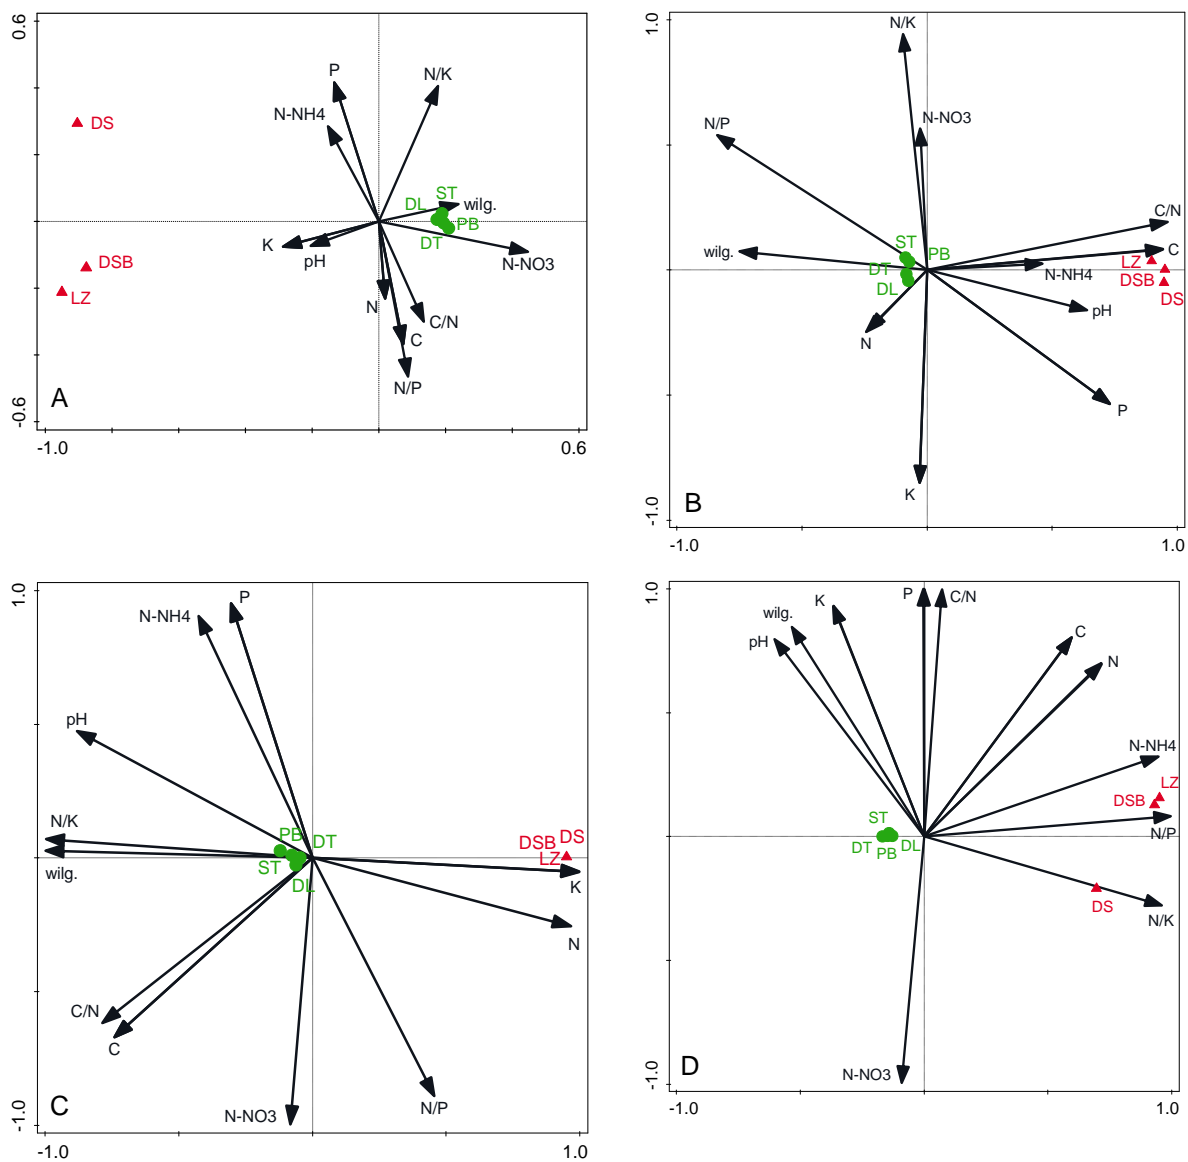 0.6
P
N/K
N-NH4
DS
ST
DL
wilg.
PB
DT
K
pH
N-NO3
DSB
LZ
N
C/N
C
N/P
A
-0.6
-1.0
0.6
1.0
N/K
N-NO3
N/P
C/N
wilg.
ST
PB
C
LZ
DT
N-NH4
DSB
DL
DS
pH
N
P
K
B
-1.0
-1.0
1.0
1.0
P
N-NH4
pH
N/K
PB
DT
DS
DSB
LZ
ST
wilg.
DL
K
N
C/N
C
N/P
N-NO3
C
-1.0
-1.0
1.0
1.0
P
C/N
K
wilg.
pH
C
N
N-NH4
LZ
DSB
ST
N/P
DT
PB
DL
DS
N/K
N-NO3
D
-1.0
-1.0
1.0